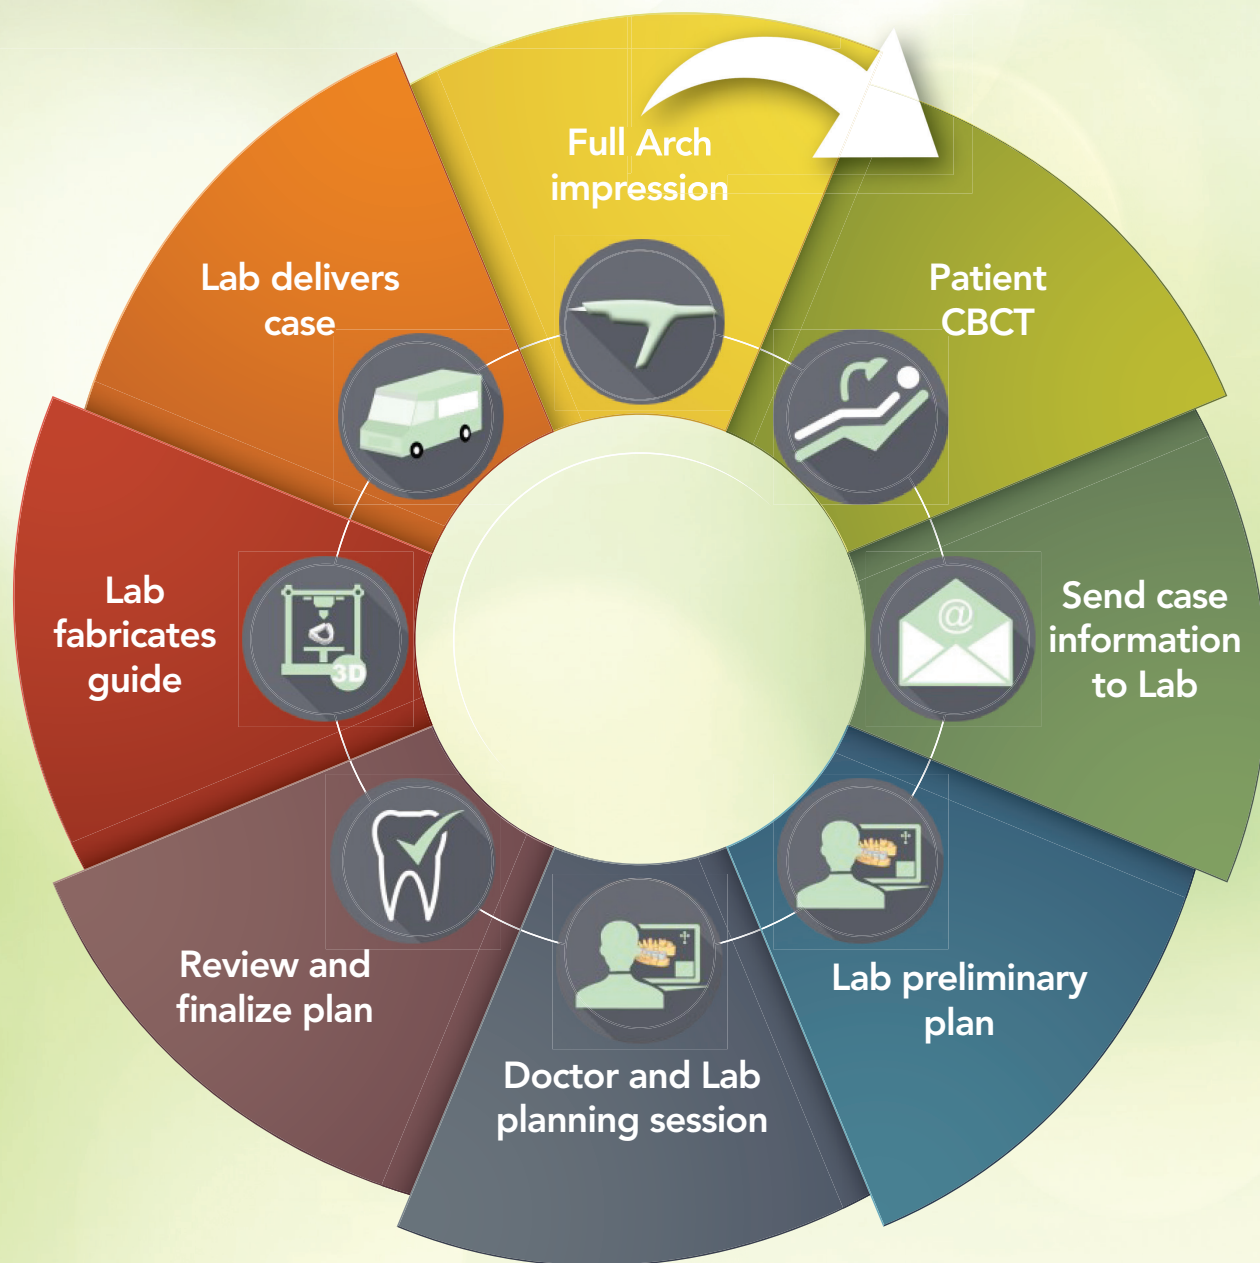 Full Arch
impression
Patient
CBCT
Send case
information
to Lab
@
Lab preliminary
plan
Doctor and Lab
planning session
Review and
finalize plan
Lab
fabricates
guide
3D
Lab delivers
case